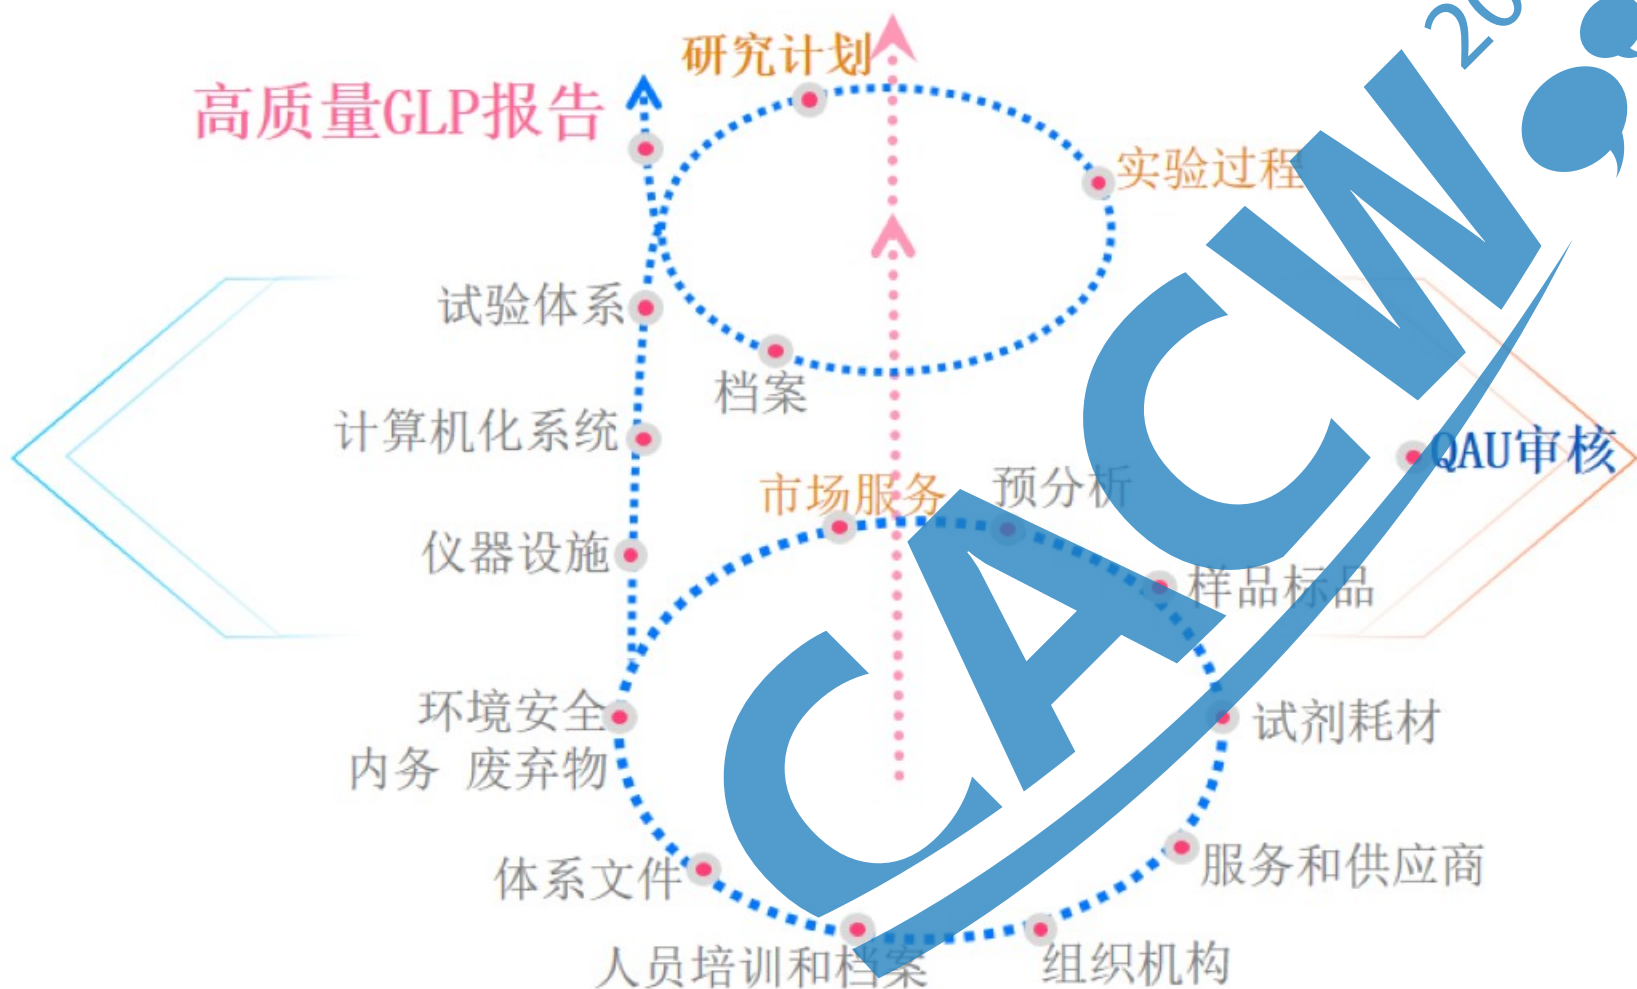 20
研究计划
高质量GLP报告
实验过程
试验体系
档案
计算机化系统
QAU审核
市场服务
预分析
仪器设施
样品标品
环境安全
内务 废弃物
试剂耗材
体系文件
服务和供应商
人员培训和档案
组织机构
CACW